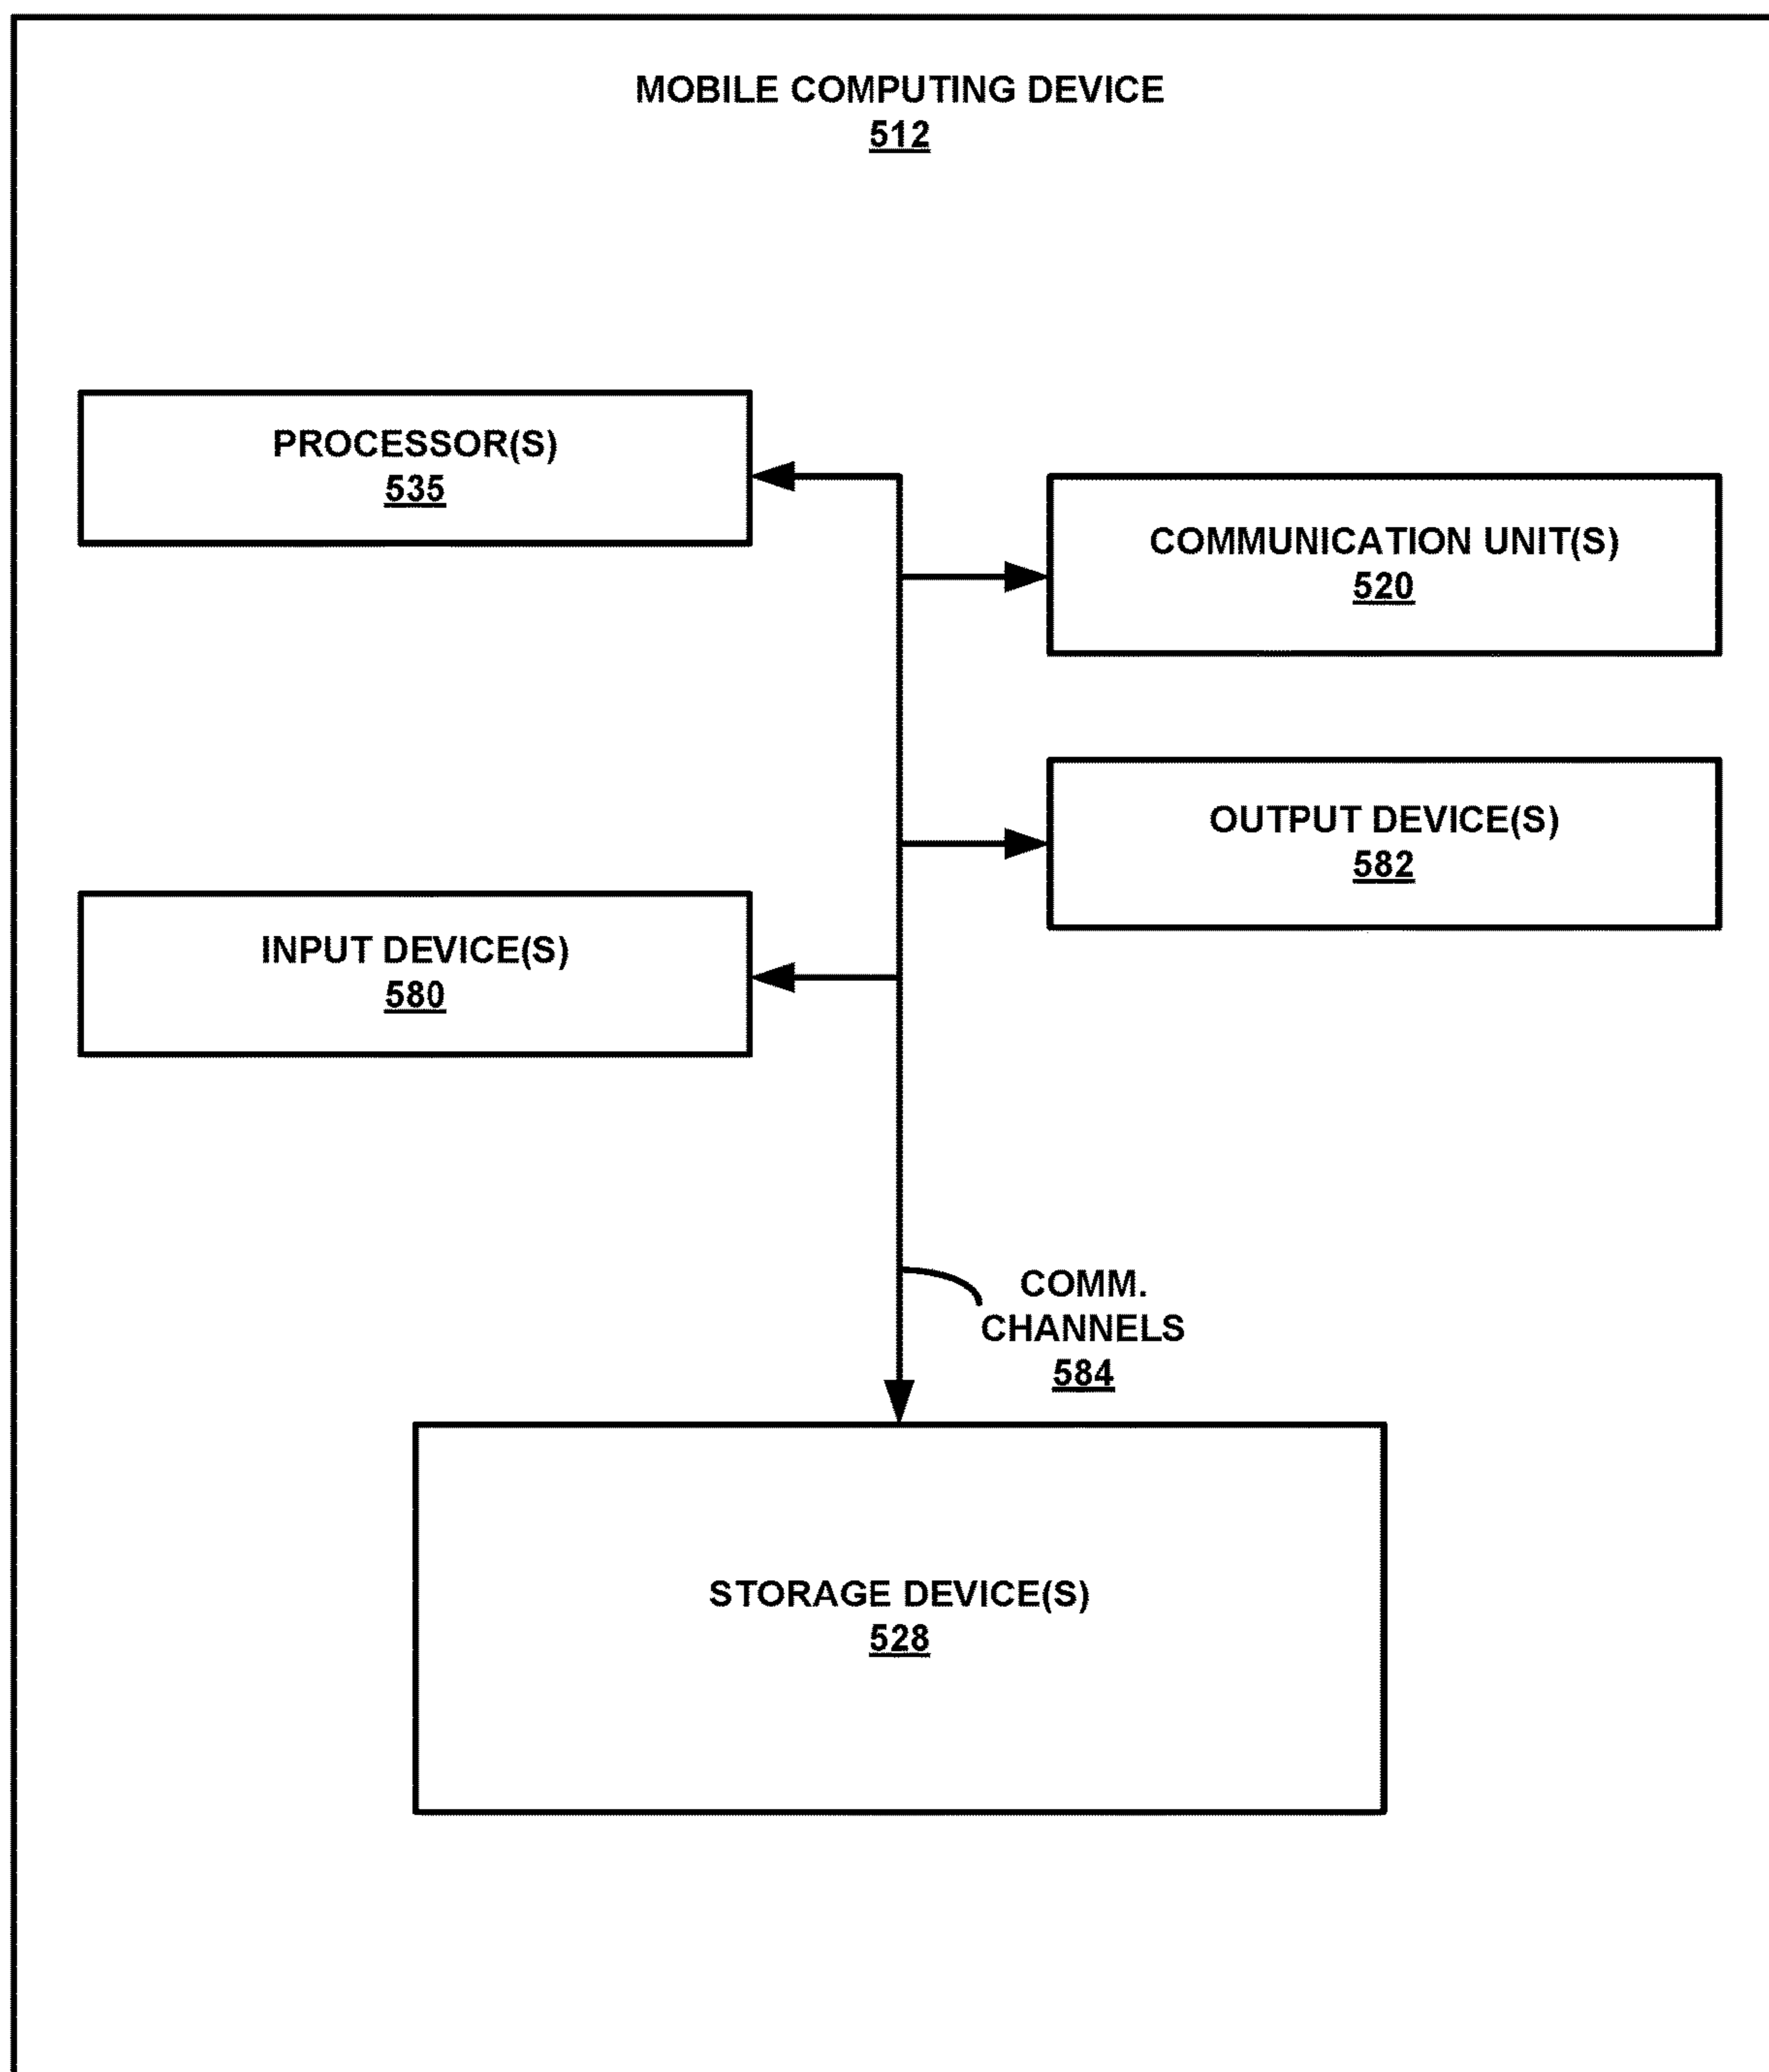 MOBILE COMPUTING DEVICE
512
PROCESSOR(S)
535
COMMUNICATION UNIT(S)
520
OUTPUT DEVICE(S)
582
INPUT DEVICE(S)
580
COMM.
CHANNELS
584
STORAGE DEVICE(S)
528